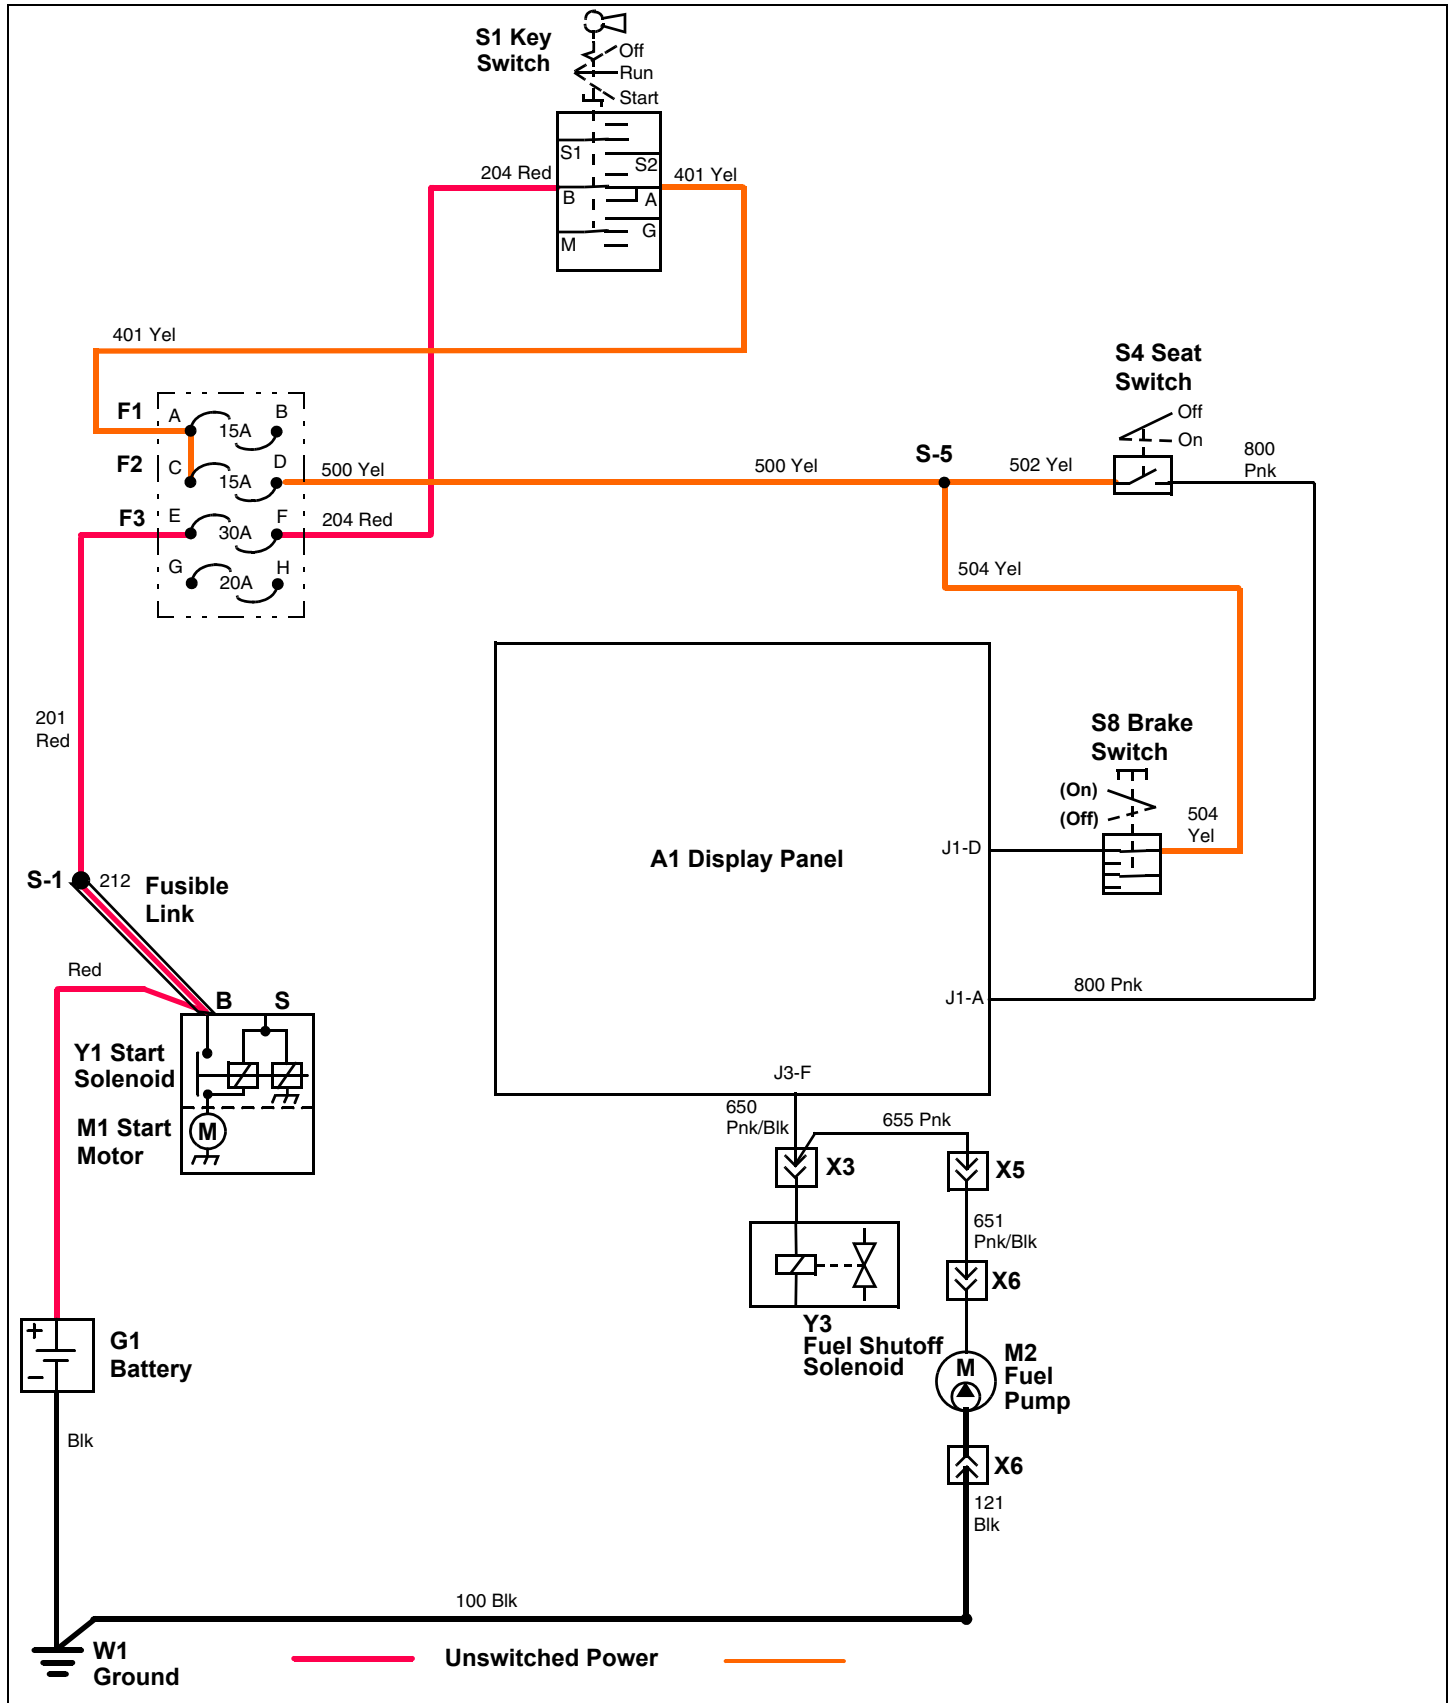 S1 Key
Switch
Off
Run
Start
S1
S2
204 Red
401 Yel
B
A
M
G
401 Yel
S4 Seat
Switch
Off
On
F1
A
15A
B
F2
C
15A
D
500 Yel
500 Yel
S-5
502 Yel
800
Pnk
F3
E
30A
F
204 Red
G
20A
H
504 Yel
201
Red
S8 Brake
Switch
(On)
(Off)
504
Yel
A1 Display Panel
J1-D
S-1
212
Fusible
Link
Red
B
S
J1-A
800 Pnk
Y1 Start
Solenoid
M1 Start
Motor
M
J3-F
650
Pnk/Blk
655 Pnk
X3
X5
651
Pnk/Blk
X6
Y3
Fuel Shutoff
Solenoid
M
M2
Fuel
Pump
+
−
G1
Battery
Blk
X6
121
Blk
100 Blk
W1
Ground
Unswitched Power